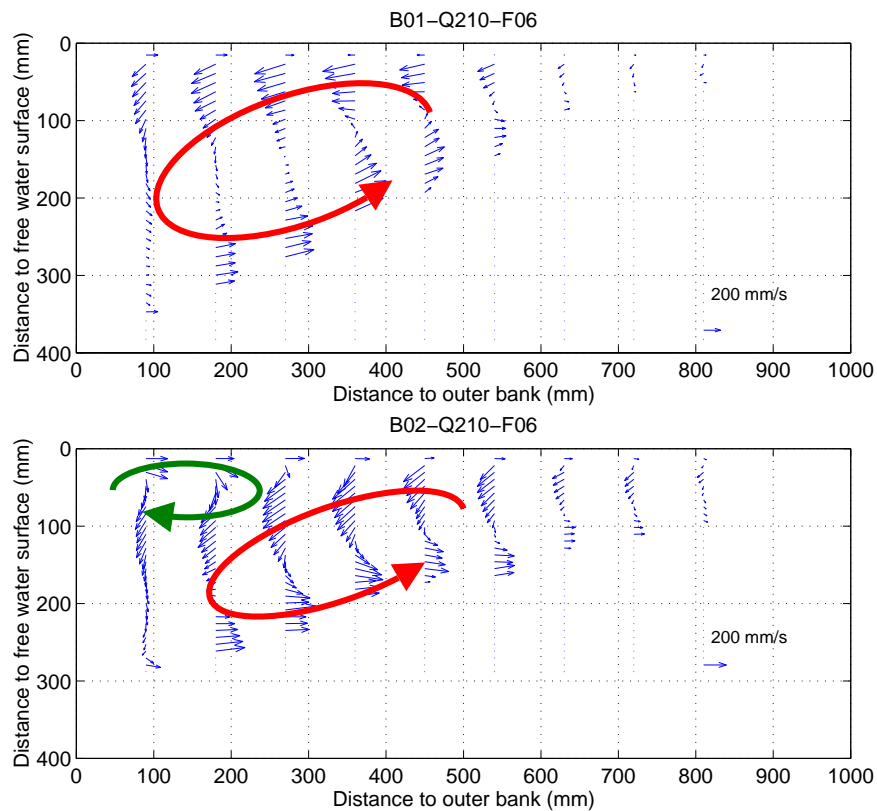 B01−Q210−F06
0
100
200
300
400
Distance to free water surface (mm)
200 mm/s
0 100 200 300 400 500 600 700 800 900 1000
Distance to outer bank (mm)
B02−Q210−F06
0
100
200
300
400
Distance to free water surface (mm)
200 mm/s
0 100 200 300 400 500 600 700 800 900 1000
Distance to outer bank (mm)